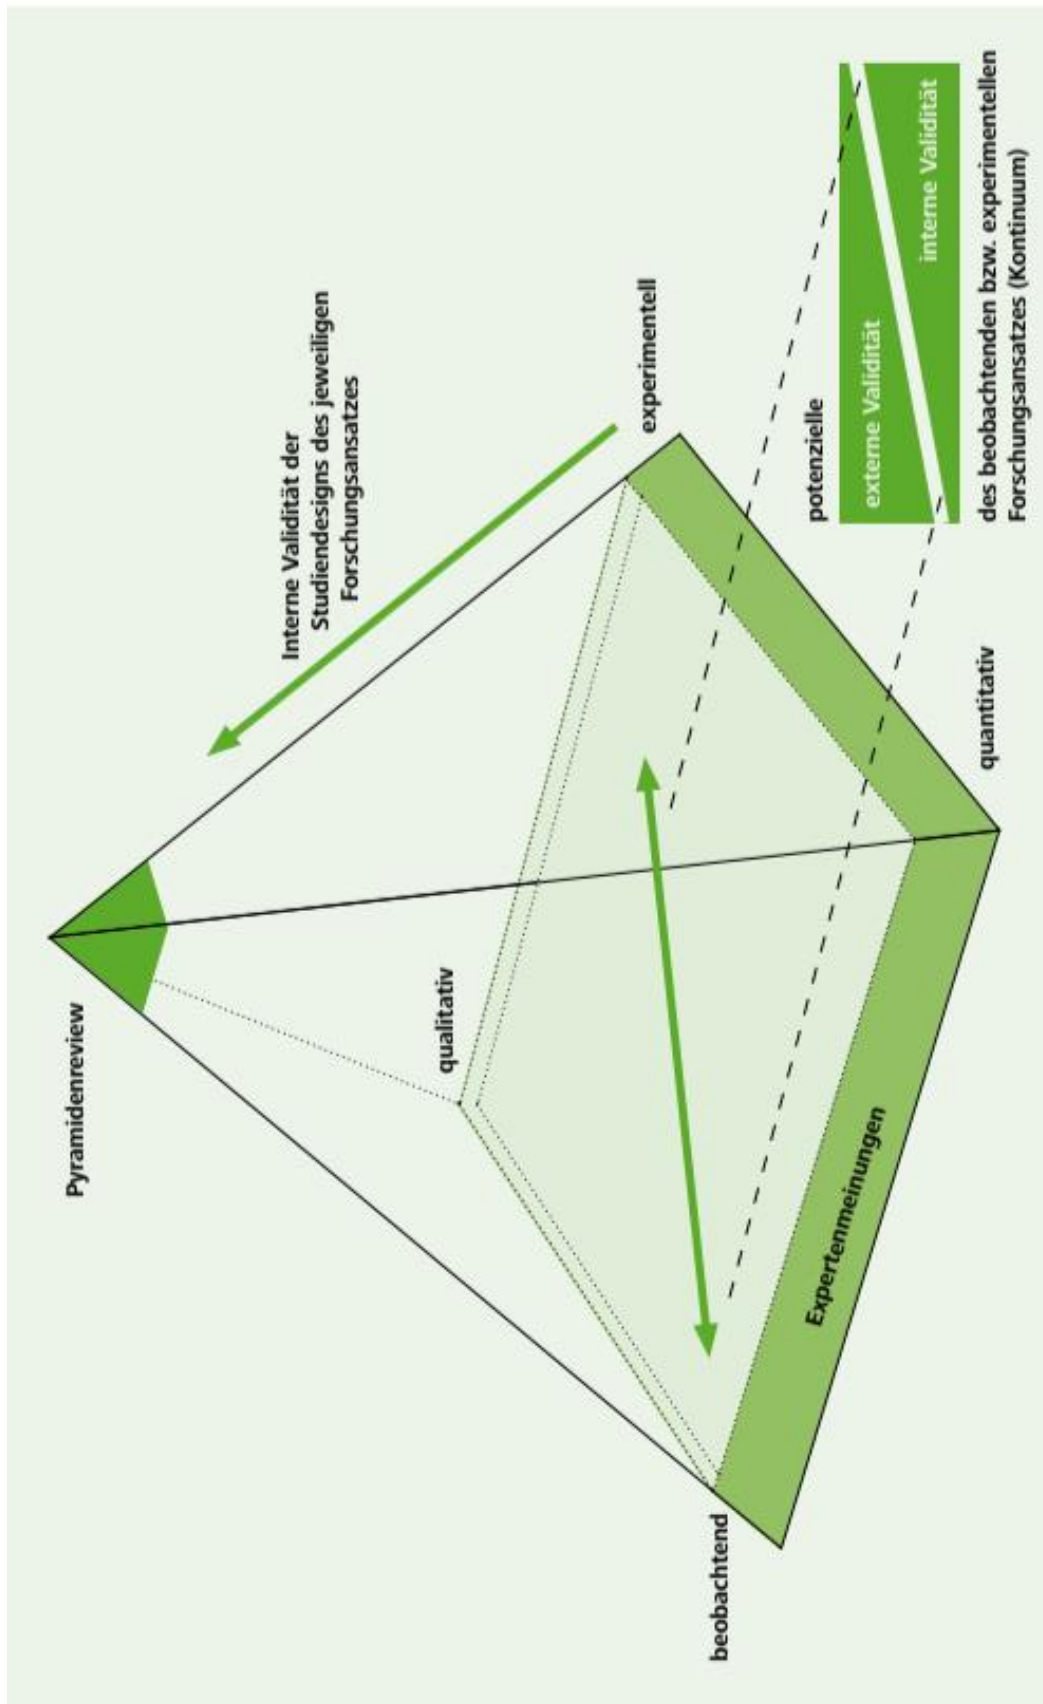 Pyramidenreview
Interne Validität der
Studiendesigns des jeweiligen
Forschungsansatzes
qualitativ
experimentell
beobachtend
Expertenmeinungen
quantitativ
potenzielle
externe Validität
interne Validität
des beobachtenden bzw. experimentellen
Forschungsansatzes (Kontinuum)